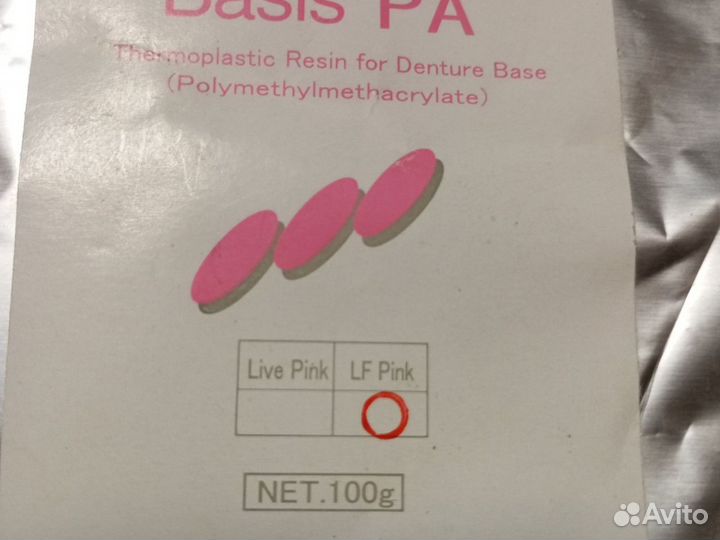 Basis PA
Thermoplastic Resin for Denture Base
(Polymethylmethacrylate)
Live Pink LF Pink
NET.100g
Avito